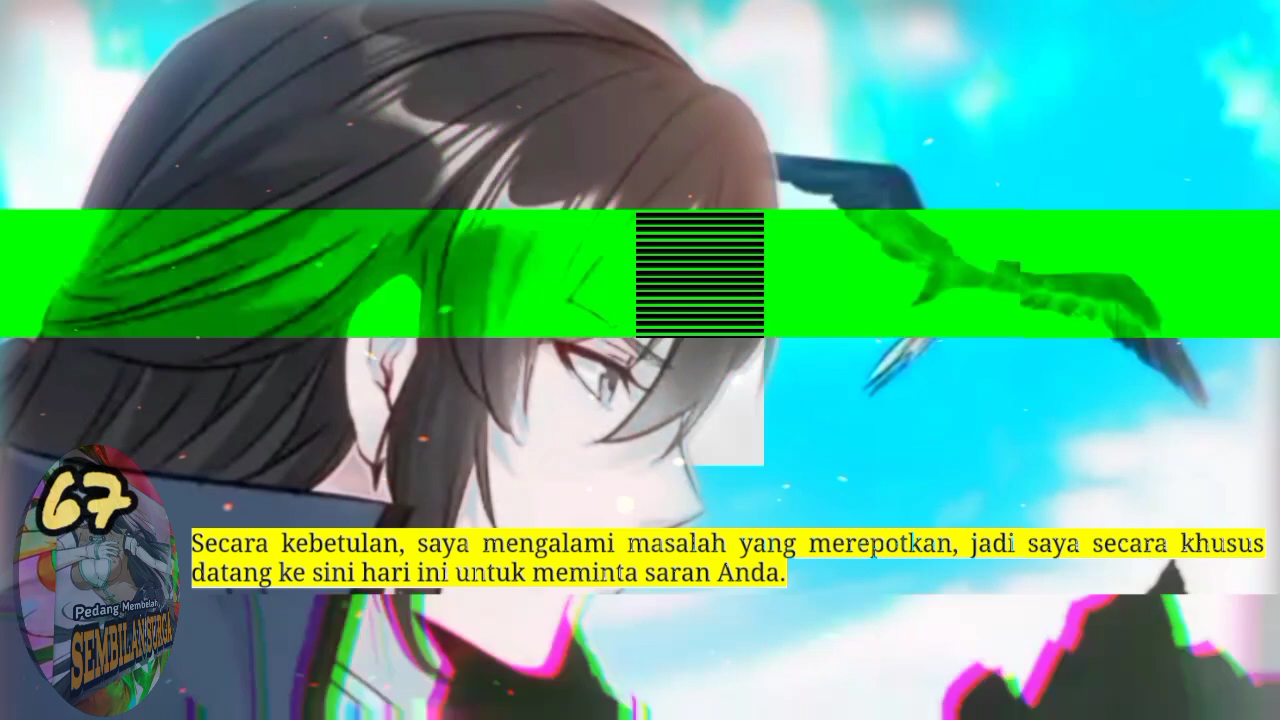 67
Pedang Membelah
SEMBILAN SURGA
Secara kebetulan, saya mengalami masalah yang merepotkan, jadi saya secara khusus
datang ke sini hari ini untuk meminta saran Anda.